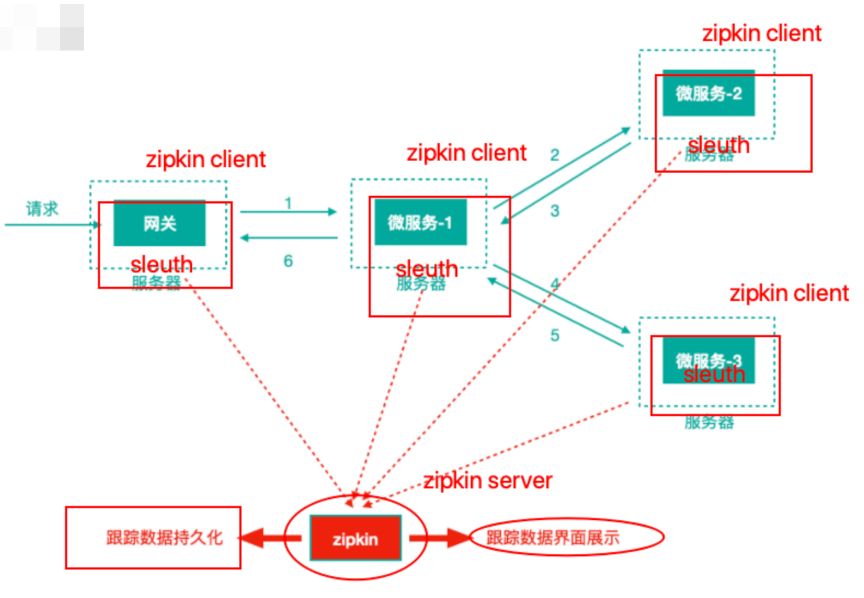 zipkin client
微服务-2
sleuth
服务器
zipkin client
2
3
zipkin client
请求
网关
sleuth
服务器
1
6
微服务-1
sleuth
服务器
4
5
zipkin client
微服务-3
sleuth
服务器
zipkin server
跟踪数据持久化
zipkin
跟踪数据界面展示